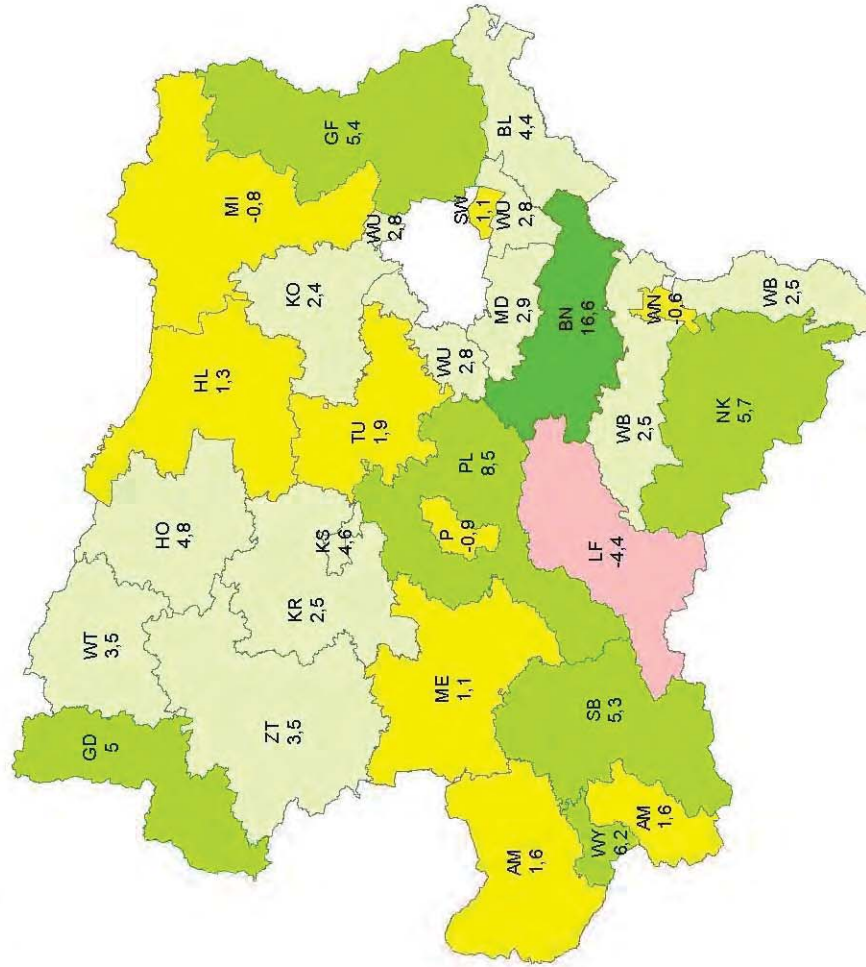 MI
-0,8
GF
5,4
HL
1,3
KO
2,4
WU
2,8
HO
4,8
WT
3,5
GD
5
TU
1,9
WU
2,8
SW
1,1
WU
2,8
BL
4,4
MD
2,9
KS
4,6
KR
2,5
ZT
3,5
PL
8,5
P
-0,9
BN
16,6
WB
2,5
WN
-0,6
WB
2,5
NK
5,7
LF
-4,4
ME
1,1
SB
5,3
AM
1,6
WY
6,2
AM
1,6